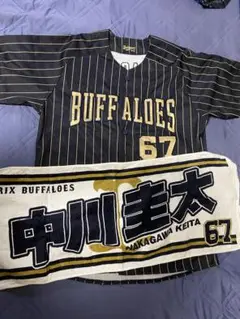 BUFFALOES
67
RIX BUFFALOES
中川圭太
NAKAGAWA KEITA
67